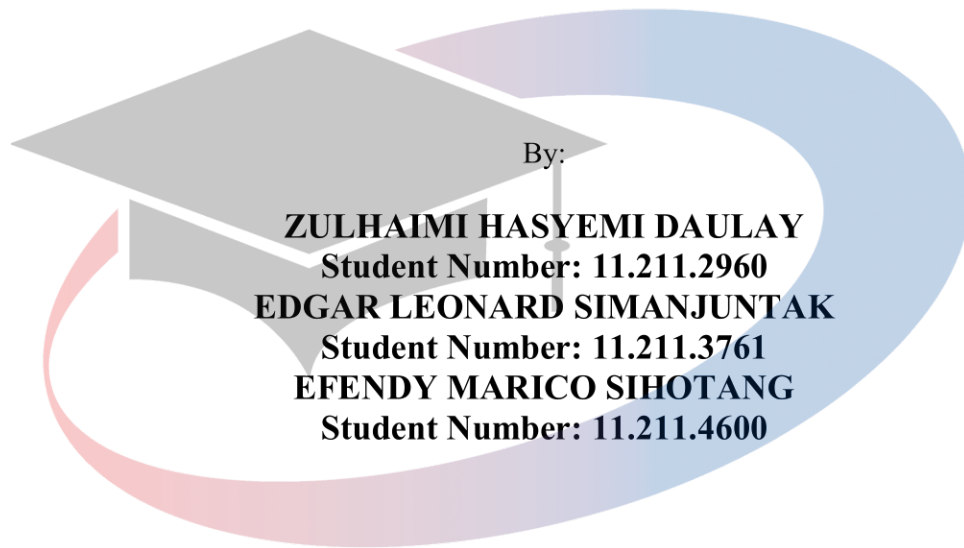 By:
ZULHAIMI HASYEMI DAULAY
Student Number: 11.211.2960
EDGAR LEONARD SIMANJUNTAK
Student Number: 11.211.3761
EFENDY MARICO SIHOTANG
Student Number: 11.211.4600